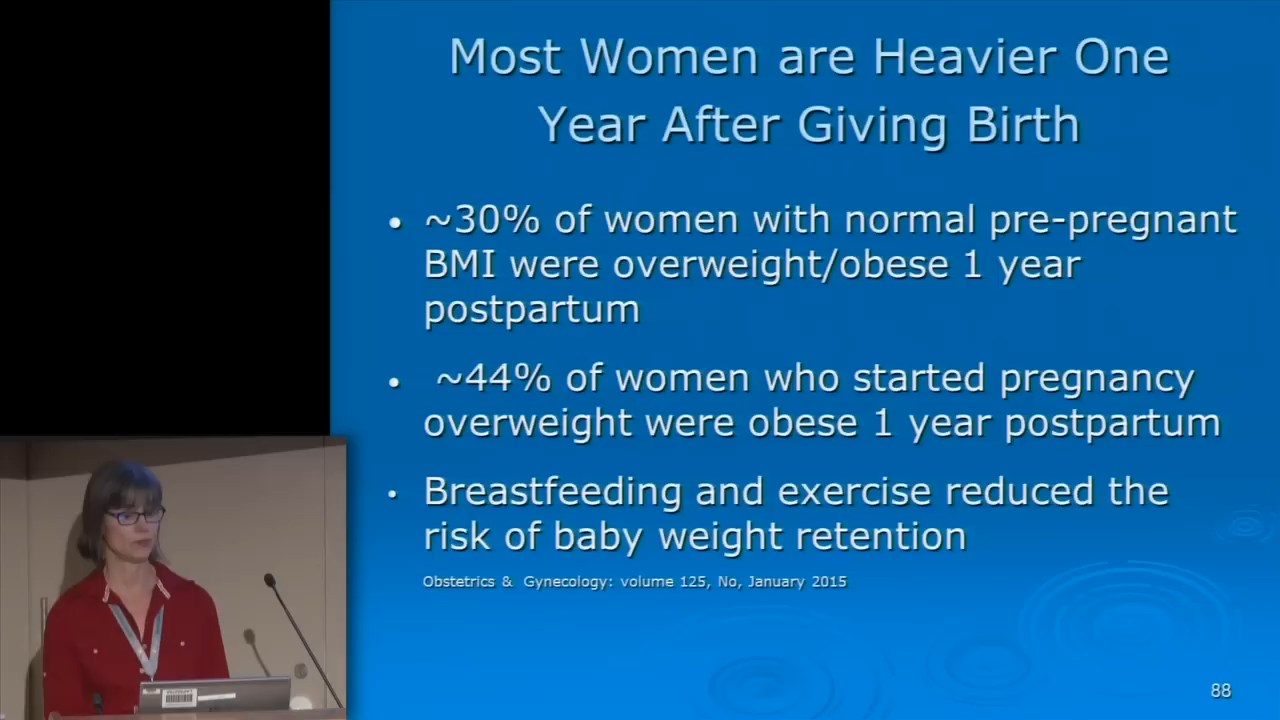 Most Women are Heavier One
Year After Giving Birth
• ~30% of women with normal pre-pregnant
BMI were overweight/obese 1 year
postpartum
• ~44% of women who started pregnancy
overweight were obese 1 year postpartum
• Breastfeeding and exercise reduced the
risk of baby weight retention
Obstetrics & Gynecology: volume 125, No, January 2015
88